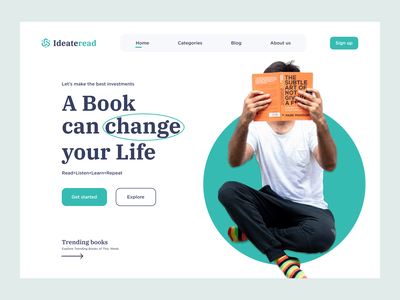 Ideateread
Home Categories Blog About us Sign up
Let's make the best investments
A Book
can change
your Life
Read+Listen+Learn+Repeat
Get started Explore
Trending books
Explore Trending Books of This Week
THE
SUBTLE
ART OF
NOT
GIV
A F
MARK MANSON